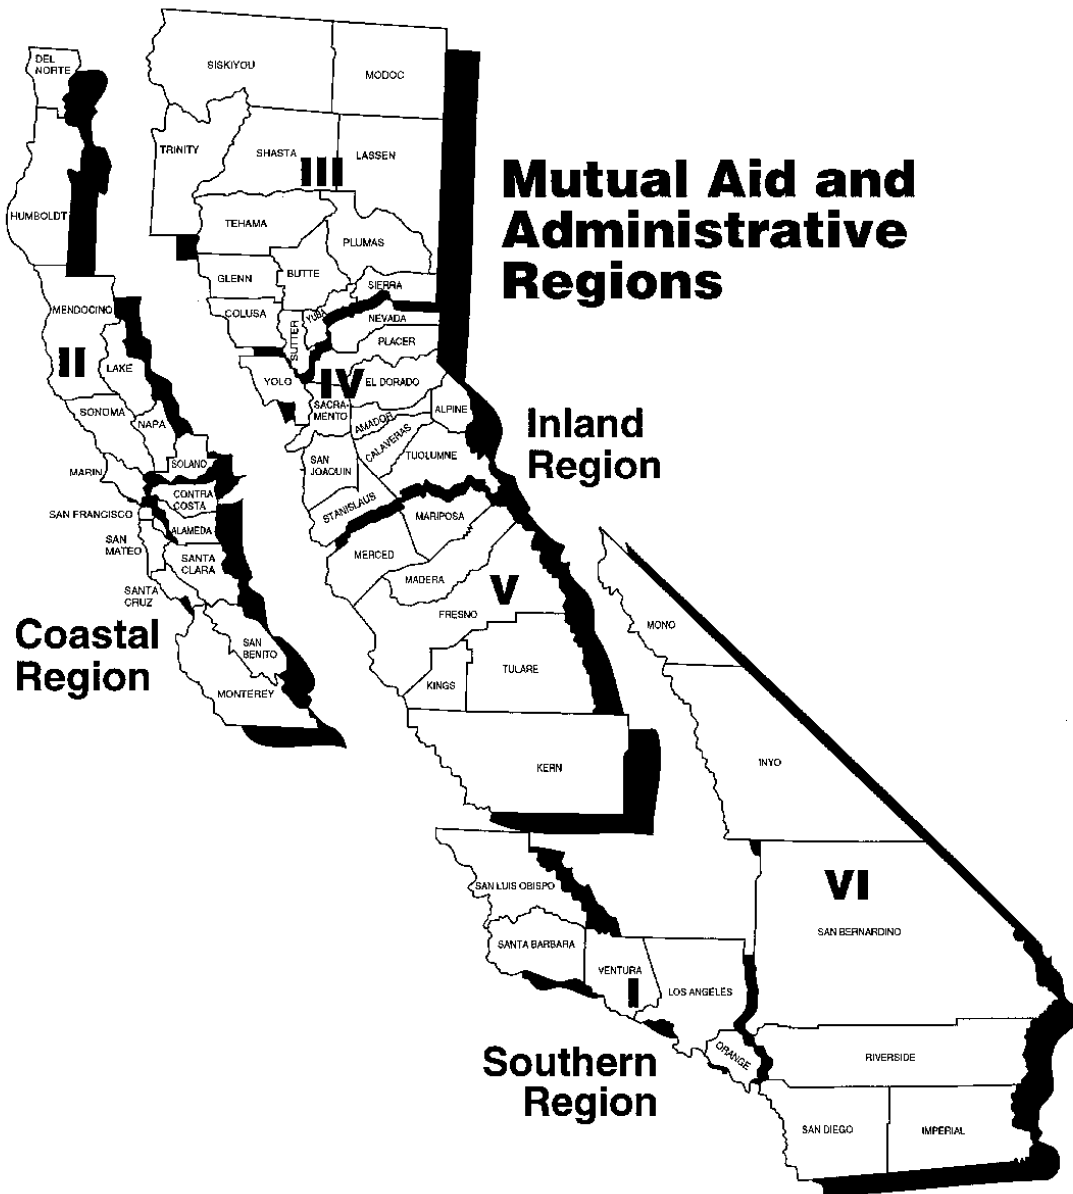 Mutual Aid and
Administrative
Regions
DEL
NORTE
HUMBOLDT
MENDOCINO
II
LAKE
SONOMA
NAPA
MARIN
SOLANO
CONTRA
COSTA
SAN FRANCISCO
ALAMEDA
SAN
MATEO
SANTA
CLARA
SANTA
CRUZ
SAN
BENITO
MONTEREY
Coastal
Region
SISKIYOU
MODOC
TRINITY
SHASTA
LASSEN
III
TEHAMA
PLUMAS
GLENN
BUTTE
SIERRA
COLUSA
SUTTER
YUBA
NEVADA
PLACER
YOLO
IV
EL DORADO
SACRA-
MENTO
AMADOR
ALPINE
CALAVERAS
SAN
JOAQUIN
TUOLUMNE
STANISLAUS
Inland
Region
MARIPOSA
MERCED
MADERA
V
FRESNO
KINGS
TULARE
KERN
MONO
INYO
VI
SAN BERNARDINO
SAN LUIS OBISPO
SANTA BARBARA
VENTURA
I
LOS ANGELES
ORANGE
RIVERSIDE
SAN DIEGO
IMPERIAL
Southern
Region